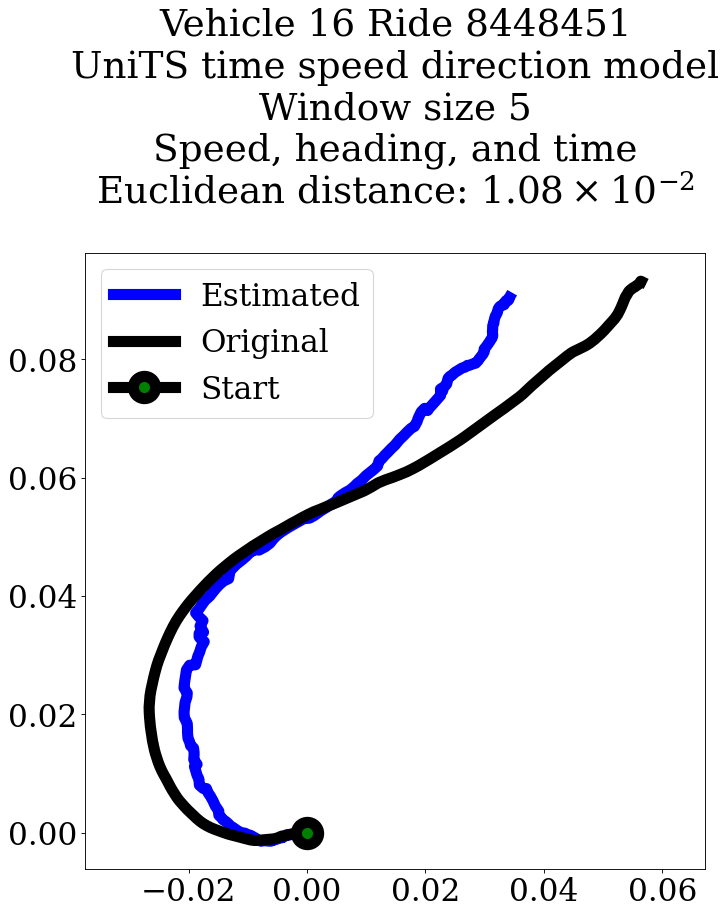 Vehicle 16 Ride 8448451
UniTS time speed direction model
Window size 5
Speed, heading, and time
Euclidean distance: 1.08 × 10⁻²
Estimated
Original
Start
0.08
0.06
0.04
0.02
0.00
−0.02 0.00 0.02 0.04 0.06